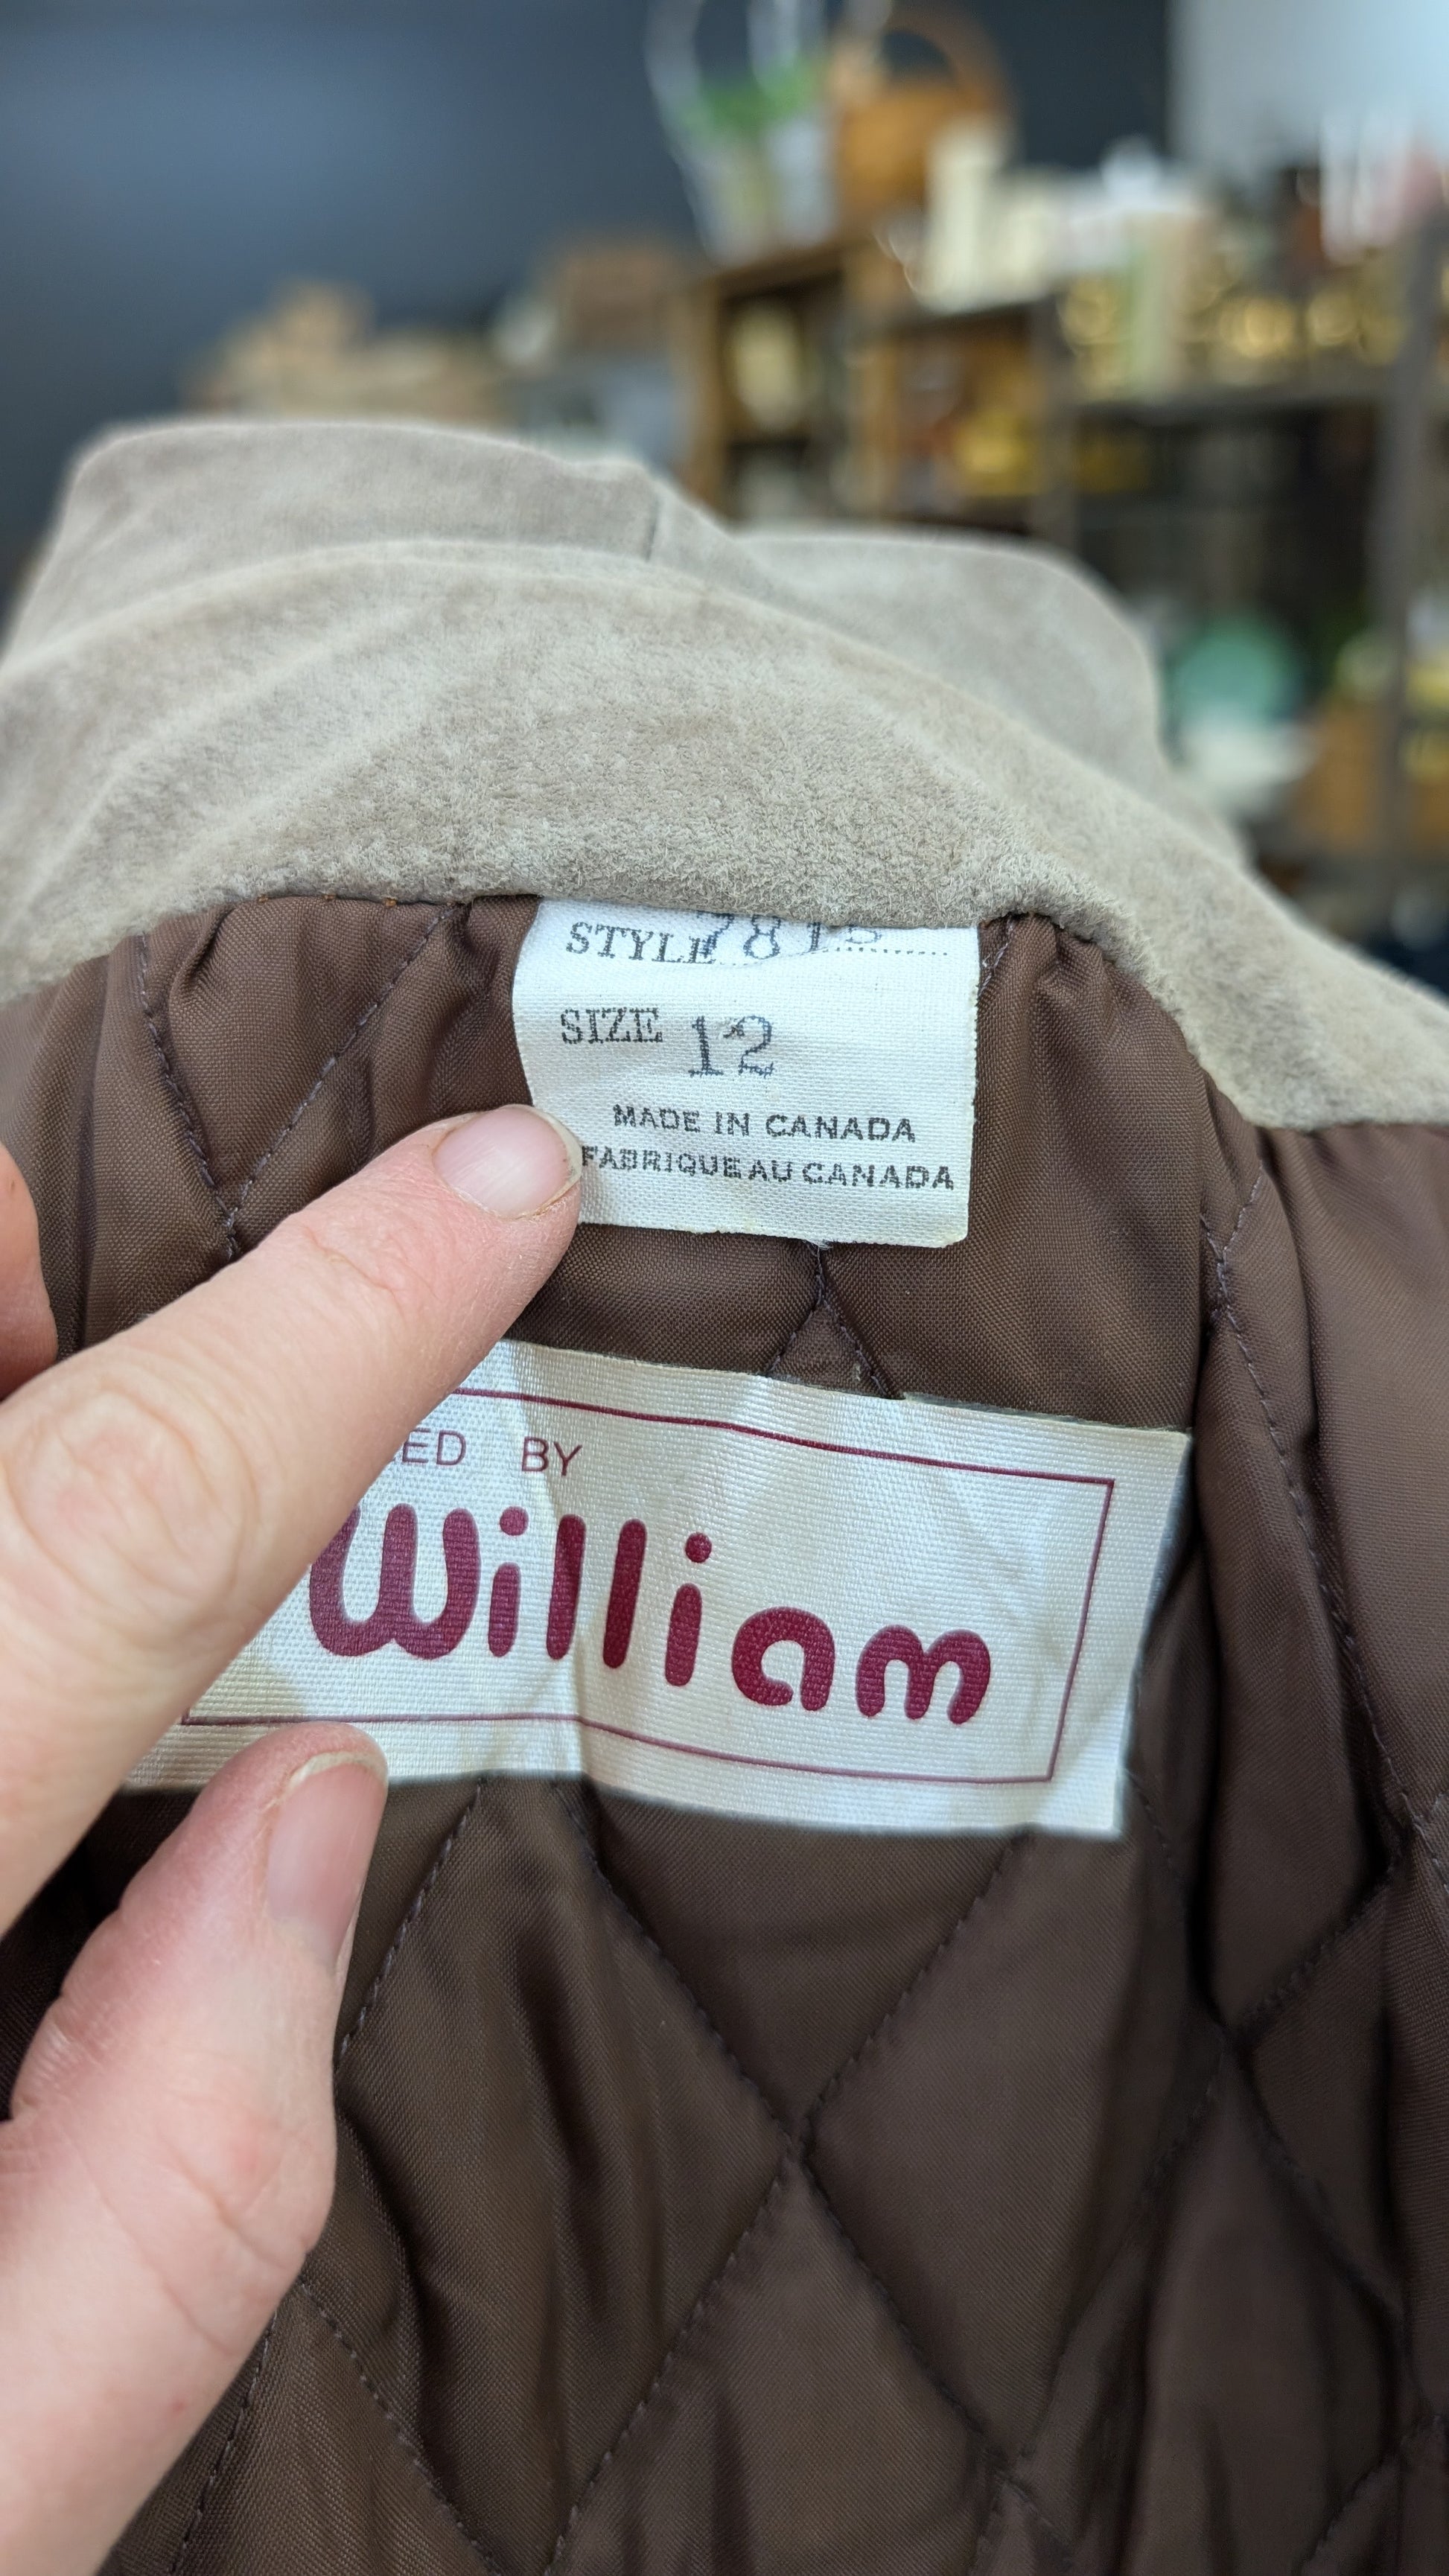 STYLE
SIZE 12
MADE IN CANADA
FABRIQUE AU CANADA
BY
William